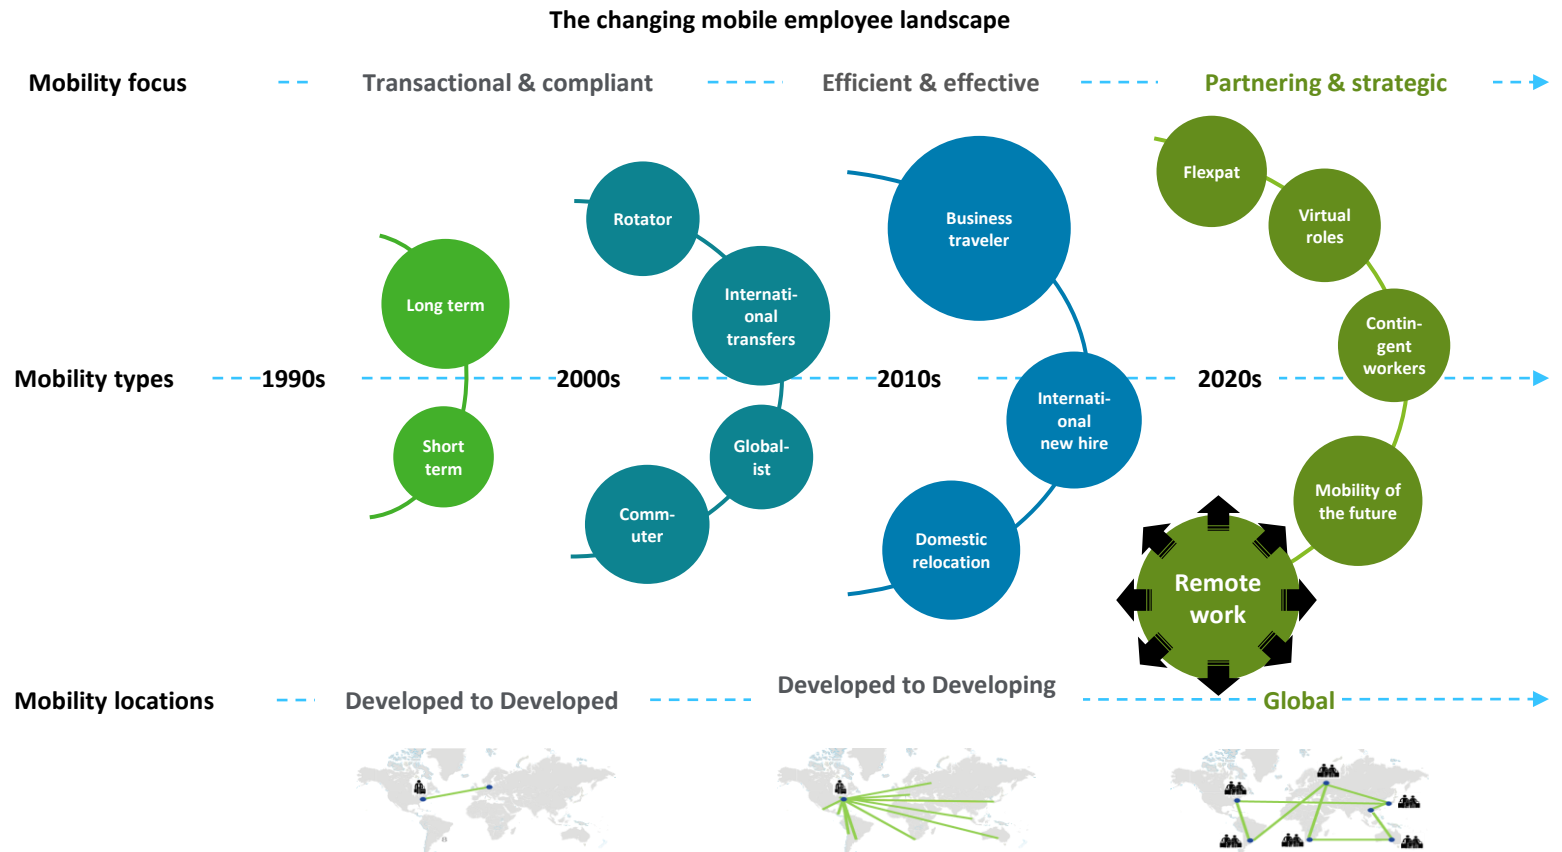 The changing mobile employee landscape
Mobility focus
Transactional & compliant
Efficient & effective
Partnering & strategic
Mobility types
1990s
Long term
Short
term
2000s
Rotator
Internati-
onal
transfers
Global-
ist
Comm-
uter
2010s
Business
traveler
Internati-
onal
new hire
Domestic
relocation
2020s
Flexpat
Virtual
roles
Contin-
gent
workers
Mobility of
the future
Remote
work
Mobility locations
Developed to Developed
Developed to Developing
Global